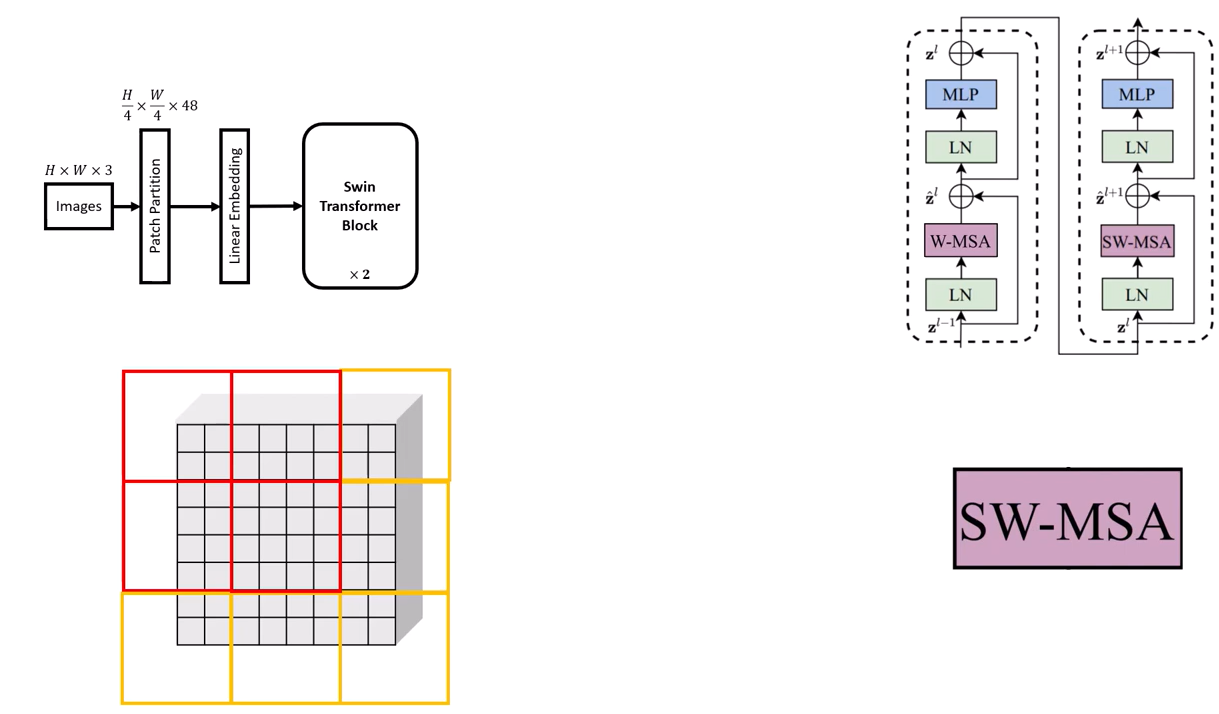 H/4 × W/4 × 48
H × W × 3
Images
Patch Partition
Linear Embedding
Swin
Transformer
Block
× 2
z^l
MLP
LN
ẑ^l
W-MSA
LN
z^{l−1}
z^{l+1}
MLP
LN
ẑ^{l+1}
SW-MSA
LN
z^l
SW-MSA